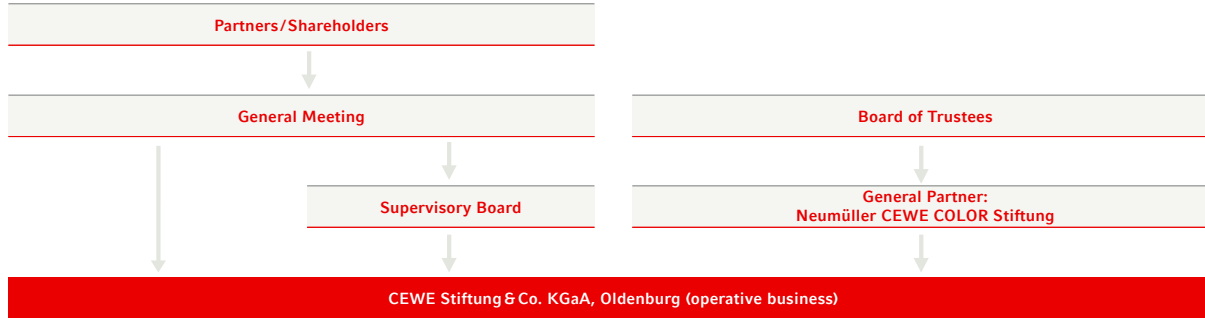 Partners/Shareholders
General Meeting
Board of Trustees
Supervisory Board
General Partner:
Neumüller CEWE COLOR Stiftung
CEWE Stiftung & Co. KGaA, Oldenburg (operative business)